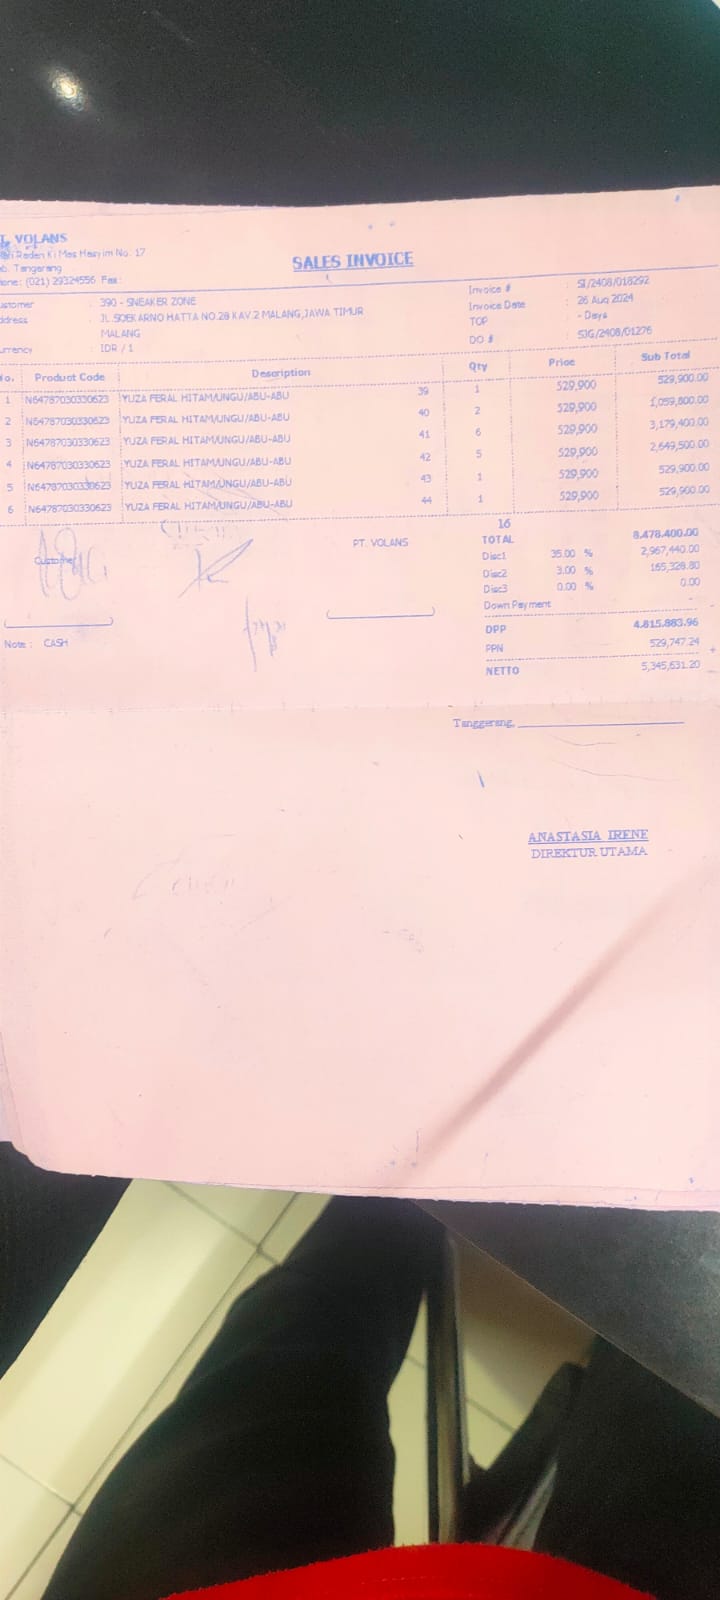 VOLANS
Raden Ki Mas Hasyim No. 17
Tangerang
(021) 29324556 Fax:
SALES INVOICE
Invoice # : SI/2408/018292
Invoice Date : 26 Aug 2024
TOP - Days
DO # : SJG/2408/01276
: 390 - SNEAKER ZONE
: JL.SOEKARNO HATTA NO.28 KAV.2 MALANG,JAWA TIMUR
MALANG
: IDR / 1
No. Product Code Description Qty Price Sub Total
1 N64787030330623 YUZA FERAL HITAM/UNGU/ABU-ABU 39 1 529,900 529,900.00
2 N64787030330623 YUZA FERAL HITAM/UNGU/ABU-ABU 40 2 529,900 1,059,800.00
3 N64787030330623 YUZA FERAL HITAM/UNGU/ABU-ABU 41 6 529,900 3,179,400.00
4 N64787030330623 YUZA FERAL HITAM/UNGU/ABU-ABU 42 5 529,900 2,649,500.00
5 N64787030330623 YUZA FERAL HITAM/UNGU/ABU-ABU 43 1 529,900 529,900.00
6 N64787030330623 YUZA FERAL HITAM/UNGU/ABU-ABU 44 1 529,900 529,900.00
16
Customer PT. VOLANS
TOTAL 8.478.400.00
Disc1 35.00 % 2,967,440.00
Disc2 3.00 % 165,328.80
Disc3 0.00 % 0.00
Down Payment -
DPP 4.815.883.96
PPN 529,747.24 +
NETTO 5,345,631.20
Note : CASH
Tanggerang,
ANASTASIA IRENE
DIREKTUR UTAMA